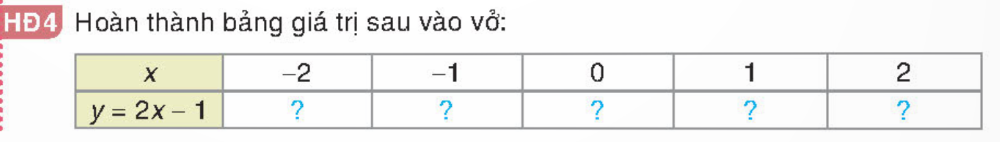 HĐ4 Hoàn thành bảng giá trị sau vào vở:
x –2 –1 0 1 2
y = 2x – 1 ? ? ? ? ?